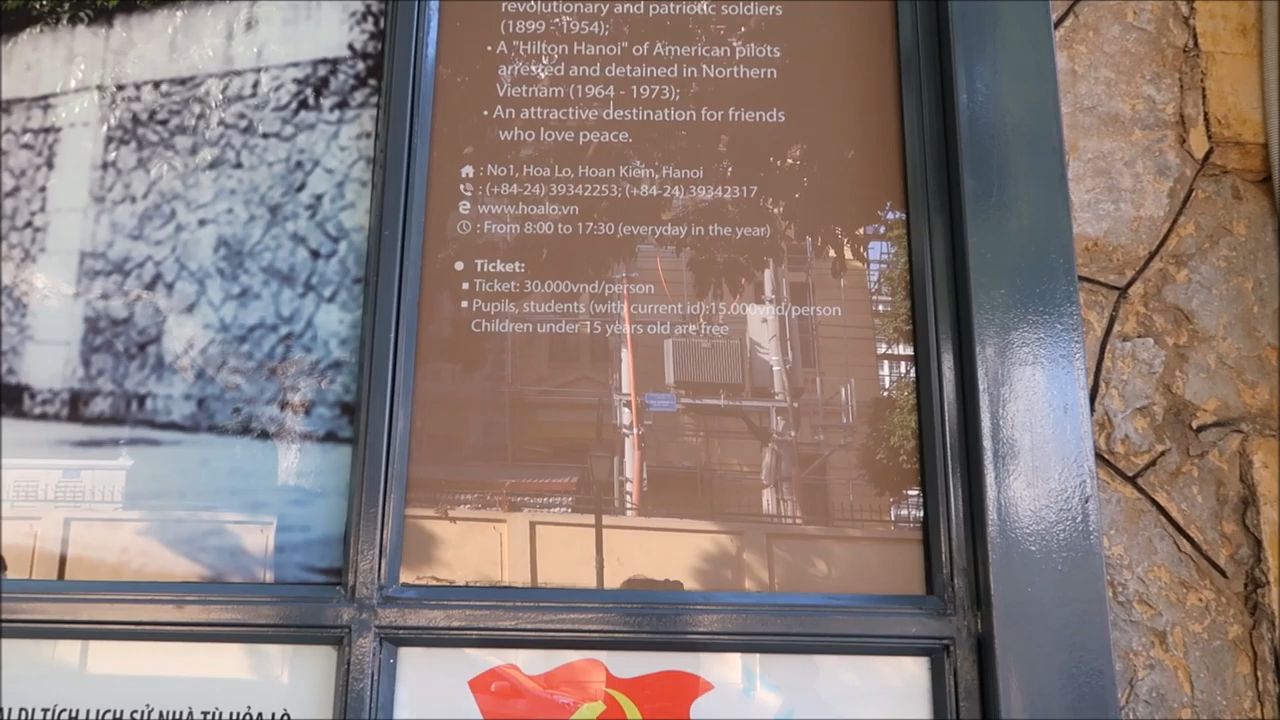 revolutionary and patriotic soldiers
(1899 - 1954);
• A "Hilton Hanoi" of American pilots
arrested and detained in Northern
Vietnam (1964 - 1973);
• An attractive destination for friends
who love peace.
: No1, Hoa Lo, Hoan Kiem, Hanoi
: (+84-24) 39342253; (+84-24) 39342317
www.hoalo.vn
: From 8:00 to 17:30 (everyday in the year)
● Ticket:
▪ Ticket: 30.000vnd/person
▪ Pupils, students (with current id):15.000vnd/person
Children under 15 years old are free
DI TÍCH LỊCH SỬ NHÀ TÙ HỎA LÒ